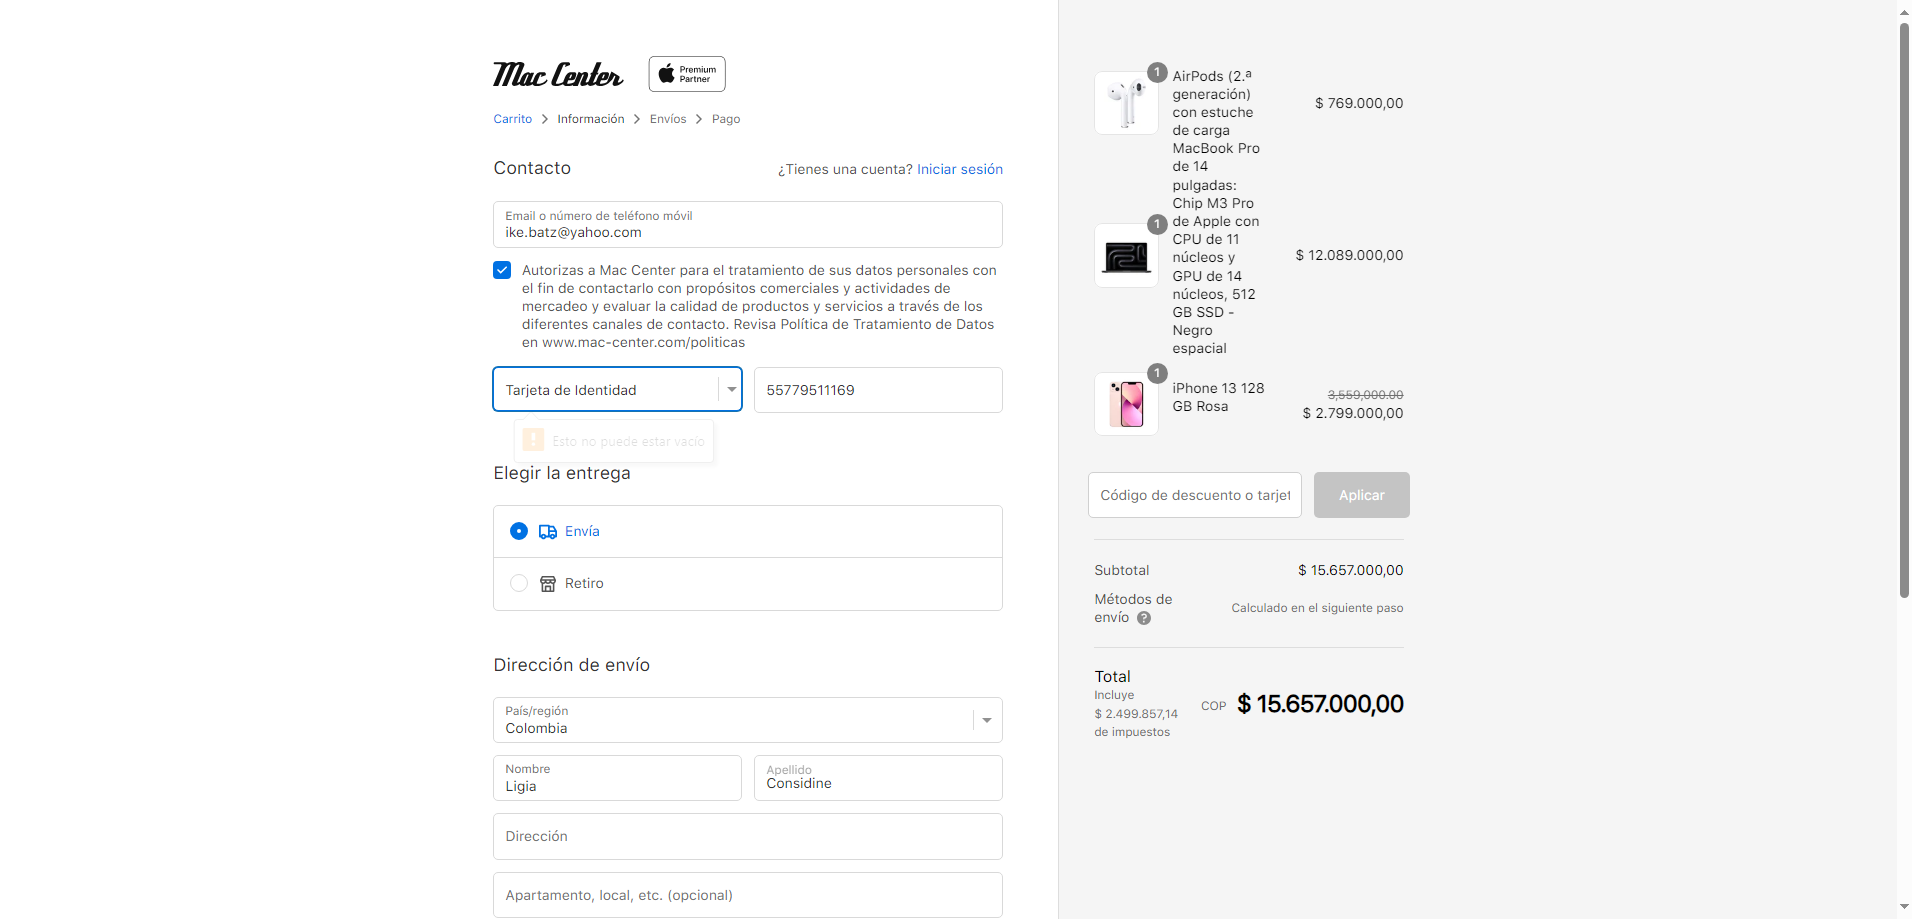 Mac Center
Premium
Partner
Carrito > Información > Envíos > Pago
Contacto
¿Tienes una cuenta? Iniciar sesión
Email o número de teléfono móvil
ike.batz@yahoo.com
Autorizas a Mac Center para el tratamiento de sus datos personales con
el fin de contactarlo con propósitos comerciales y actividades de
mercadeo y evaluar la calidad de productos y servicios a través de los
diferentes canales de contacto. Revisa Política de Tratamiento de Datos
en www.mac-center.com/politicas
Tarjeta de Identidad
55779511169
Esto no puede estar vacío
Elegir la entrega
Envía
Retiro
Dirección de envío
País/región
Colombia
Nombre
Ligia
Apellido
Considine
Dirección
Apartamento, local, etc. (opcional)
1
AirPods (2.ª
generación)
con estuche
de carga
$ 769.000,00
1
MacBook Pro
de 14
pulgadas:
Chip M3 Pro
de Apple con
CPU de 11
núcleos y
GPU de 14
núcleos, 512
GB SSD -
Negro
espacial
$ 12.089.000,00
1
iPhone 13 128
GB Rosa
3,559,000.00
$ 2.799.000,00
Código de descuento o tarjet
Aplicar
Subtotal
$ 15.657.000,00
Métodos de
envío ?
Calculado en el siguiente paso
Total
Incluye
$ 2.499.857,14
de impuestos
COP $ 15.657.000,00